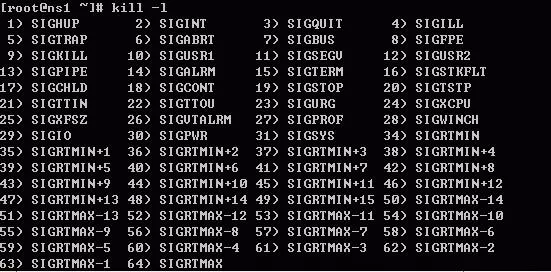 [root@ns1 ~]# kill -l
1) SIGHUP 2) SIGINT 3) SIGQUIT 4) SIGILL
5) SIGTRAP 6) SIGABRT 7) SIGBUS 8) SIGFPE
9) SIGKILL 10) SIGUSR1 11) SIGSEGV 12) SIGUSR2
13) SIGPIPE 14) SIGALRM 15) SIGTERM 16) SIGSTKFLT
17) SIGCHLD 18) SIGCONT 19) SIGSTOP 20) SIGTSTP
21) SIGTTIN 22) SIGTTOU 23) SIGURG 24) SIGXCPU
25) SIGXFSZ 26) SIGVTALRM 27) SIGPROF 28) SIGWINCH
29) SIGIO 30) SIGPWR 31) SIGSYS 34) SIGRTMIN
35) SIGRTMIN+1 36) SIGRTMIN+2 37) SIGRTMIN+3 38) SIGRTMIN+4
39) SIGRTMIN+5 40) SIGRTMIN+6 41) SIGRTMIN+7 42) SIGRTMIN+8
43) SIGRTMIN+9 44) SIGRTMIN+10 45) SIGRTMIN+11 46) SIGRTMIN+12
47) SIGRTMIN+13 48) SIGRTMIN+14 49) SIGRTMIN+15 50) SIGRTMAX-14
51) SIGRTMAX-13 52) SIGRTMAX-12 53) SIGRTMAX-11 54) SIGRTMAX-10
55) SIGRTMAX-9 56) SIGRTMAX-8 57) SIGRTMAX-7 58) SIGRTMAX-6
59) SIGRTMAX-5 60) SIGRTMAX-4 61) SIGRTMAX-3 62) SIGRTMAX-2
63) SIGRTMAX-1 64) SIGRTMAX